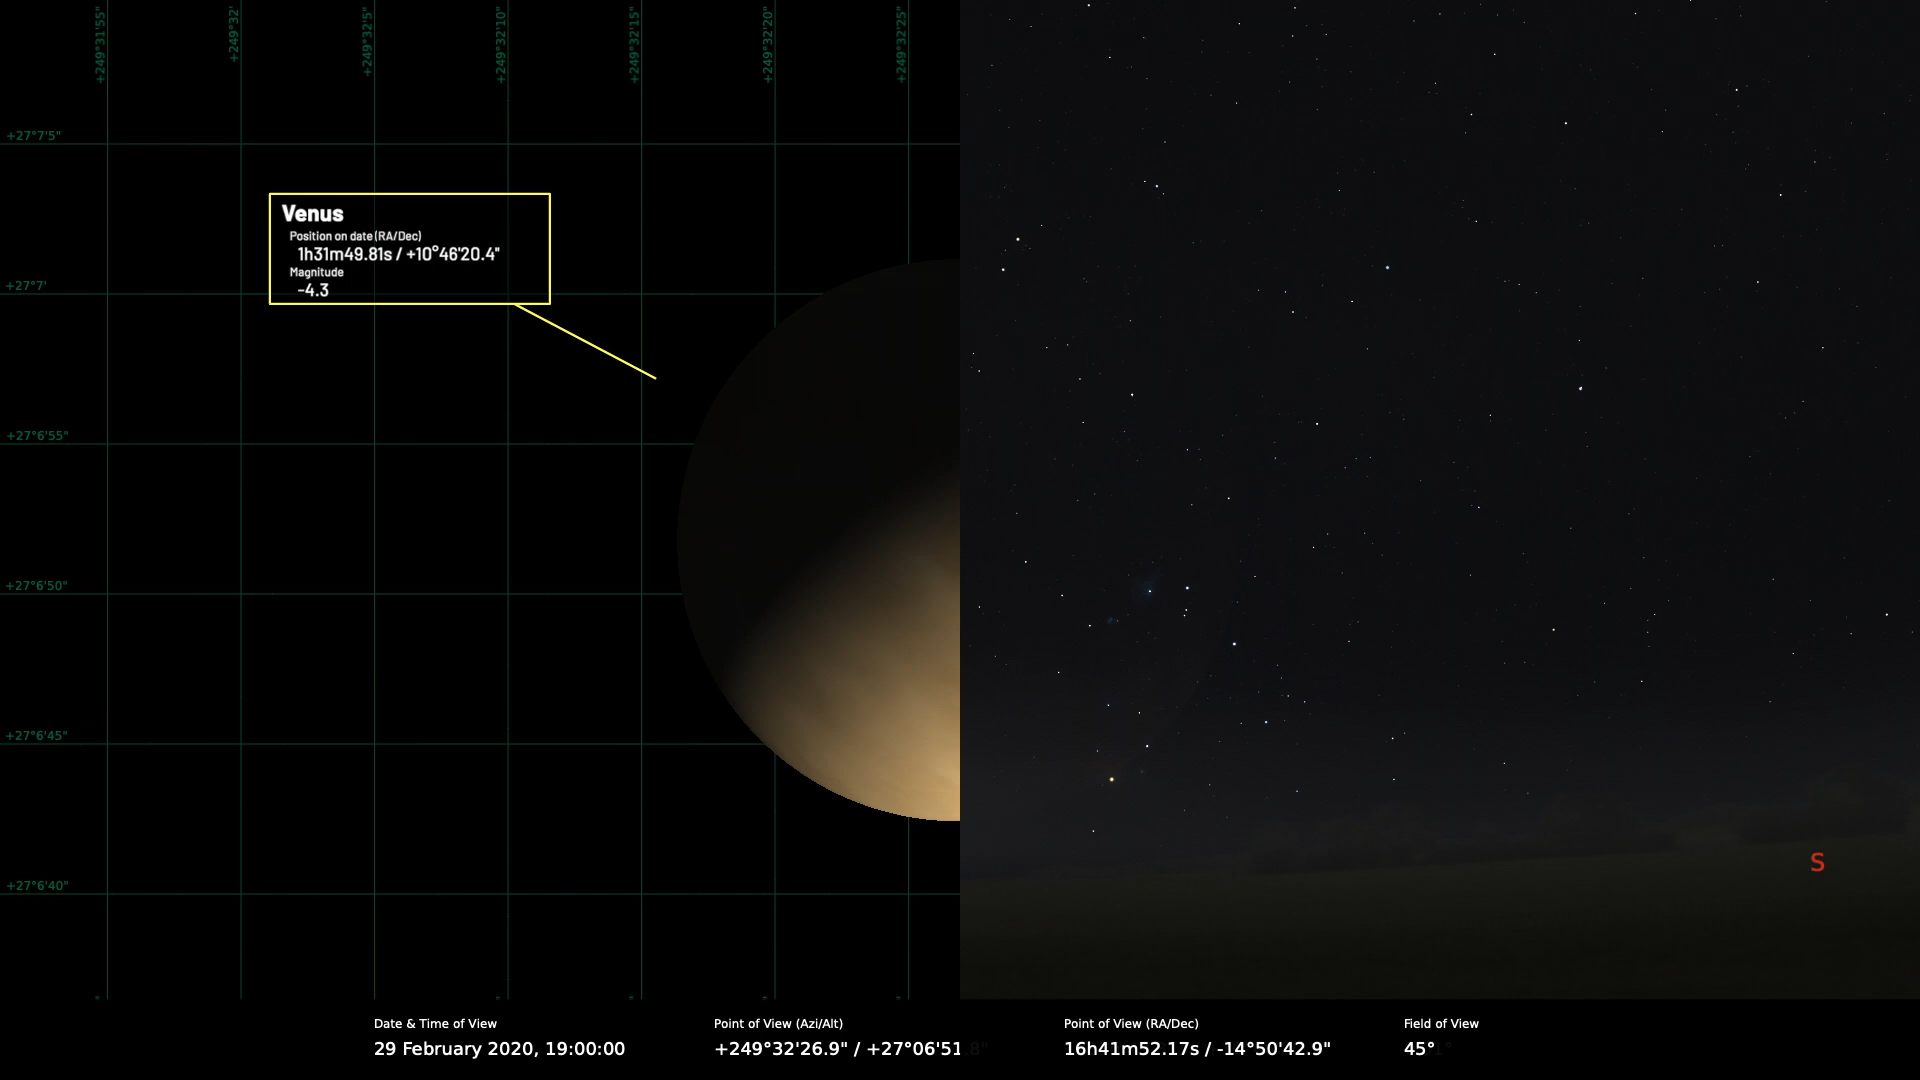 +249°31'55"
+249°32'
+249°32'5"
+249°32'10"
+249°32'15"
+249°32'20"
+249°32'25"
+27°7'5"
Venus
Position on date (RA/Dec)
1h31m49.81s / +10°46'20.4"
Magnitude
-4.3
+27°7'
+27°6'55"
+27°6'50"
+27°6'45"
S
+27°6'40"
Date & Time of View
29 February 2020, 19:00:00
Point of View (Azi/Alt)
+249°32'26.9" / +27°06'51.8"
Point of View (RA/Dec)
16h41m52.17s / -14°50'42.9"
Field of View
45°